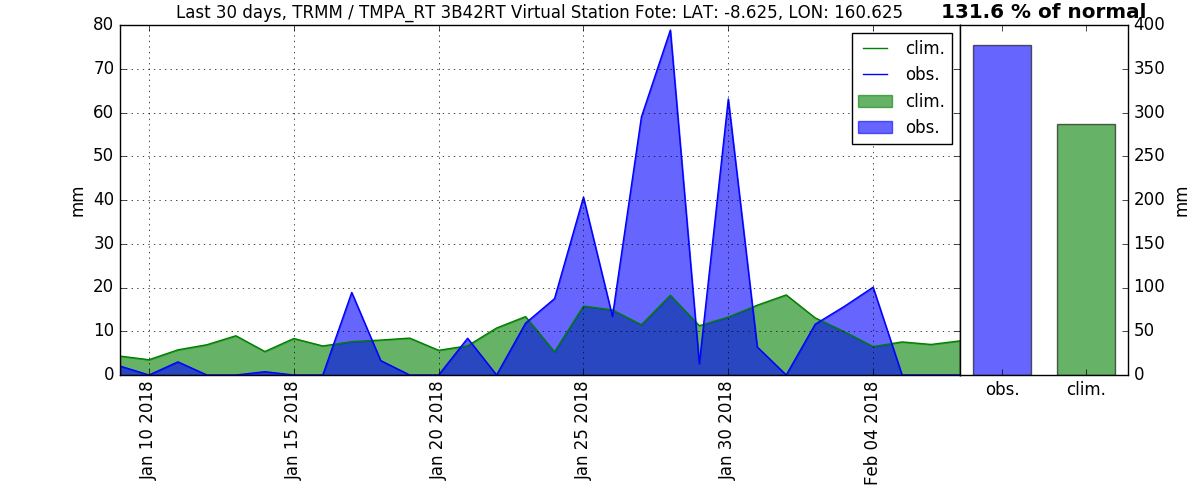 Last 30 days, TRMM / TMPA_RT 3B42RT Virtual Station Fote: LAT: -8.625, LON: 160.625
131.6 % of normal
80
70
60
50
40
30
20
10
0
mm
clim.
obs.
clim.
obs.
400
350
300
250
200
150
100
50
0
mm
Jan 10 2018
Jan 15 2018
Jan 20 2018
Jan 25 2018
Jan 30 2018
Feb 04 2018
obs.
clim.